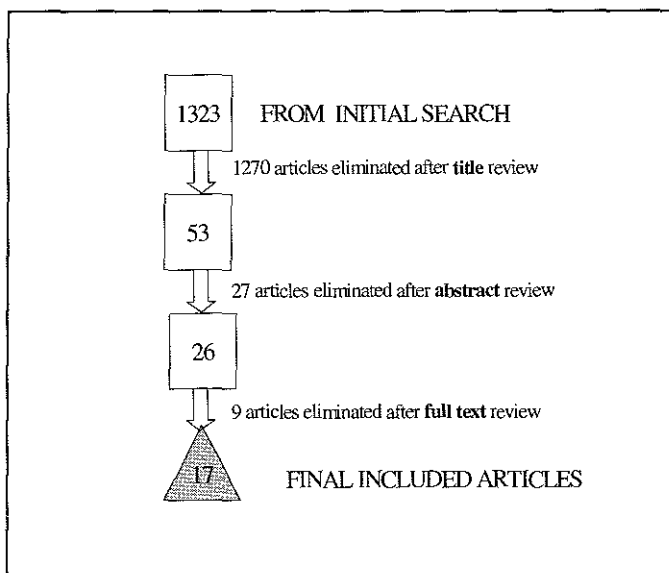 1323 FROM INITIAL SEARCH
1270 articles eliminated after title review
53
27 articles eliminated after abstract review
26
9 articles eliminated after full text review
17 FINAL INCLUDED ARTICLES